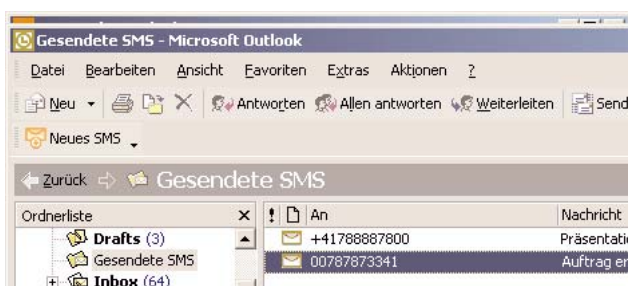 Gesendete SMS - Microsoft Outlook
Datei Bearbeiten Ansicht Favoriten Extras Aktionen ?
Neu Antworten Allen antworten Weiterleiten Send
Neues SMS
Zurück Gesendete SMS
Ordnerliste × ! An Nachricht
Drafts (3) +41788887800 Präsentati
Gesendete SMS 00787873341 Auftrag er
Inbox (64)